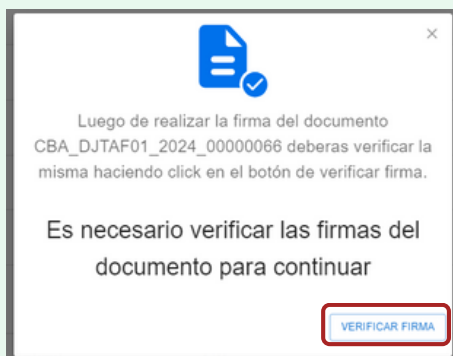 Luego de realizar la firma del documento
CBA_DJTAF01_2024_00000066 deberas verificar la
misma haciendo click en el botón de verificar firma.
Es necesario verificar las firmas del
documento para continuar
VERIFICAR FIRMA